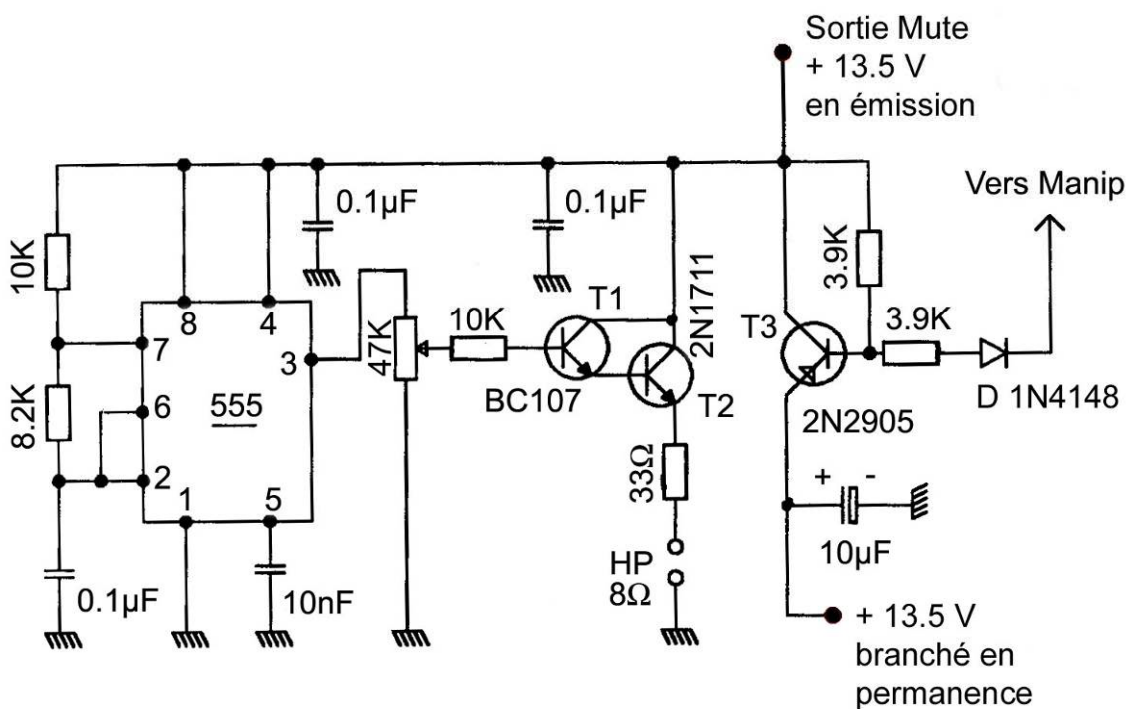 Sortie Mute
+ 13.5 V
en émission
Vers Manip
0.1µF
0.1µF
10K
8
4
7
3
47K
10K
T1
2N1711
3.9K
T3
3.9K
8.2K
6
555
BC107
T2
D 1N4148
2N2905
2
1
5
33Ω
+ -
10µF
0.1µF
10nF
HP
8Ω
+ 13.5 V
branché en
permanence